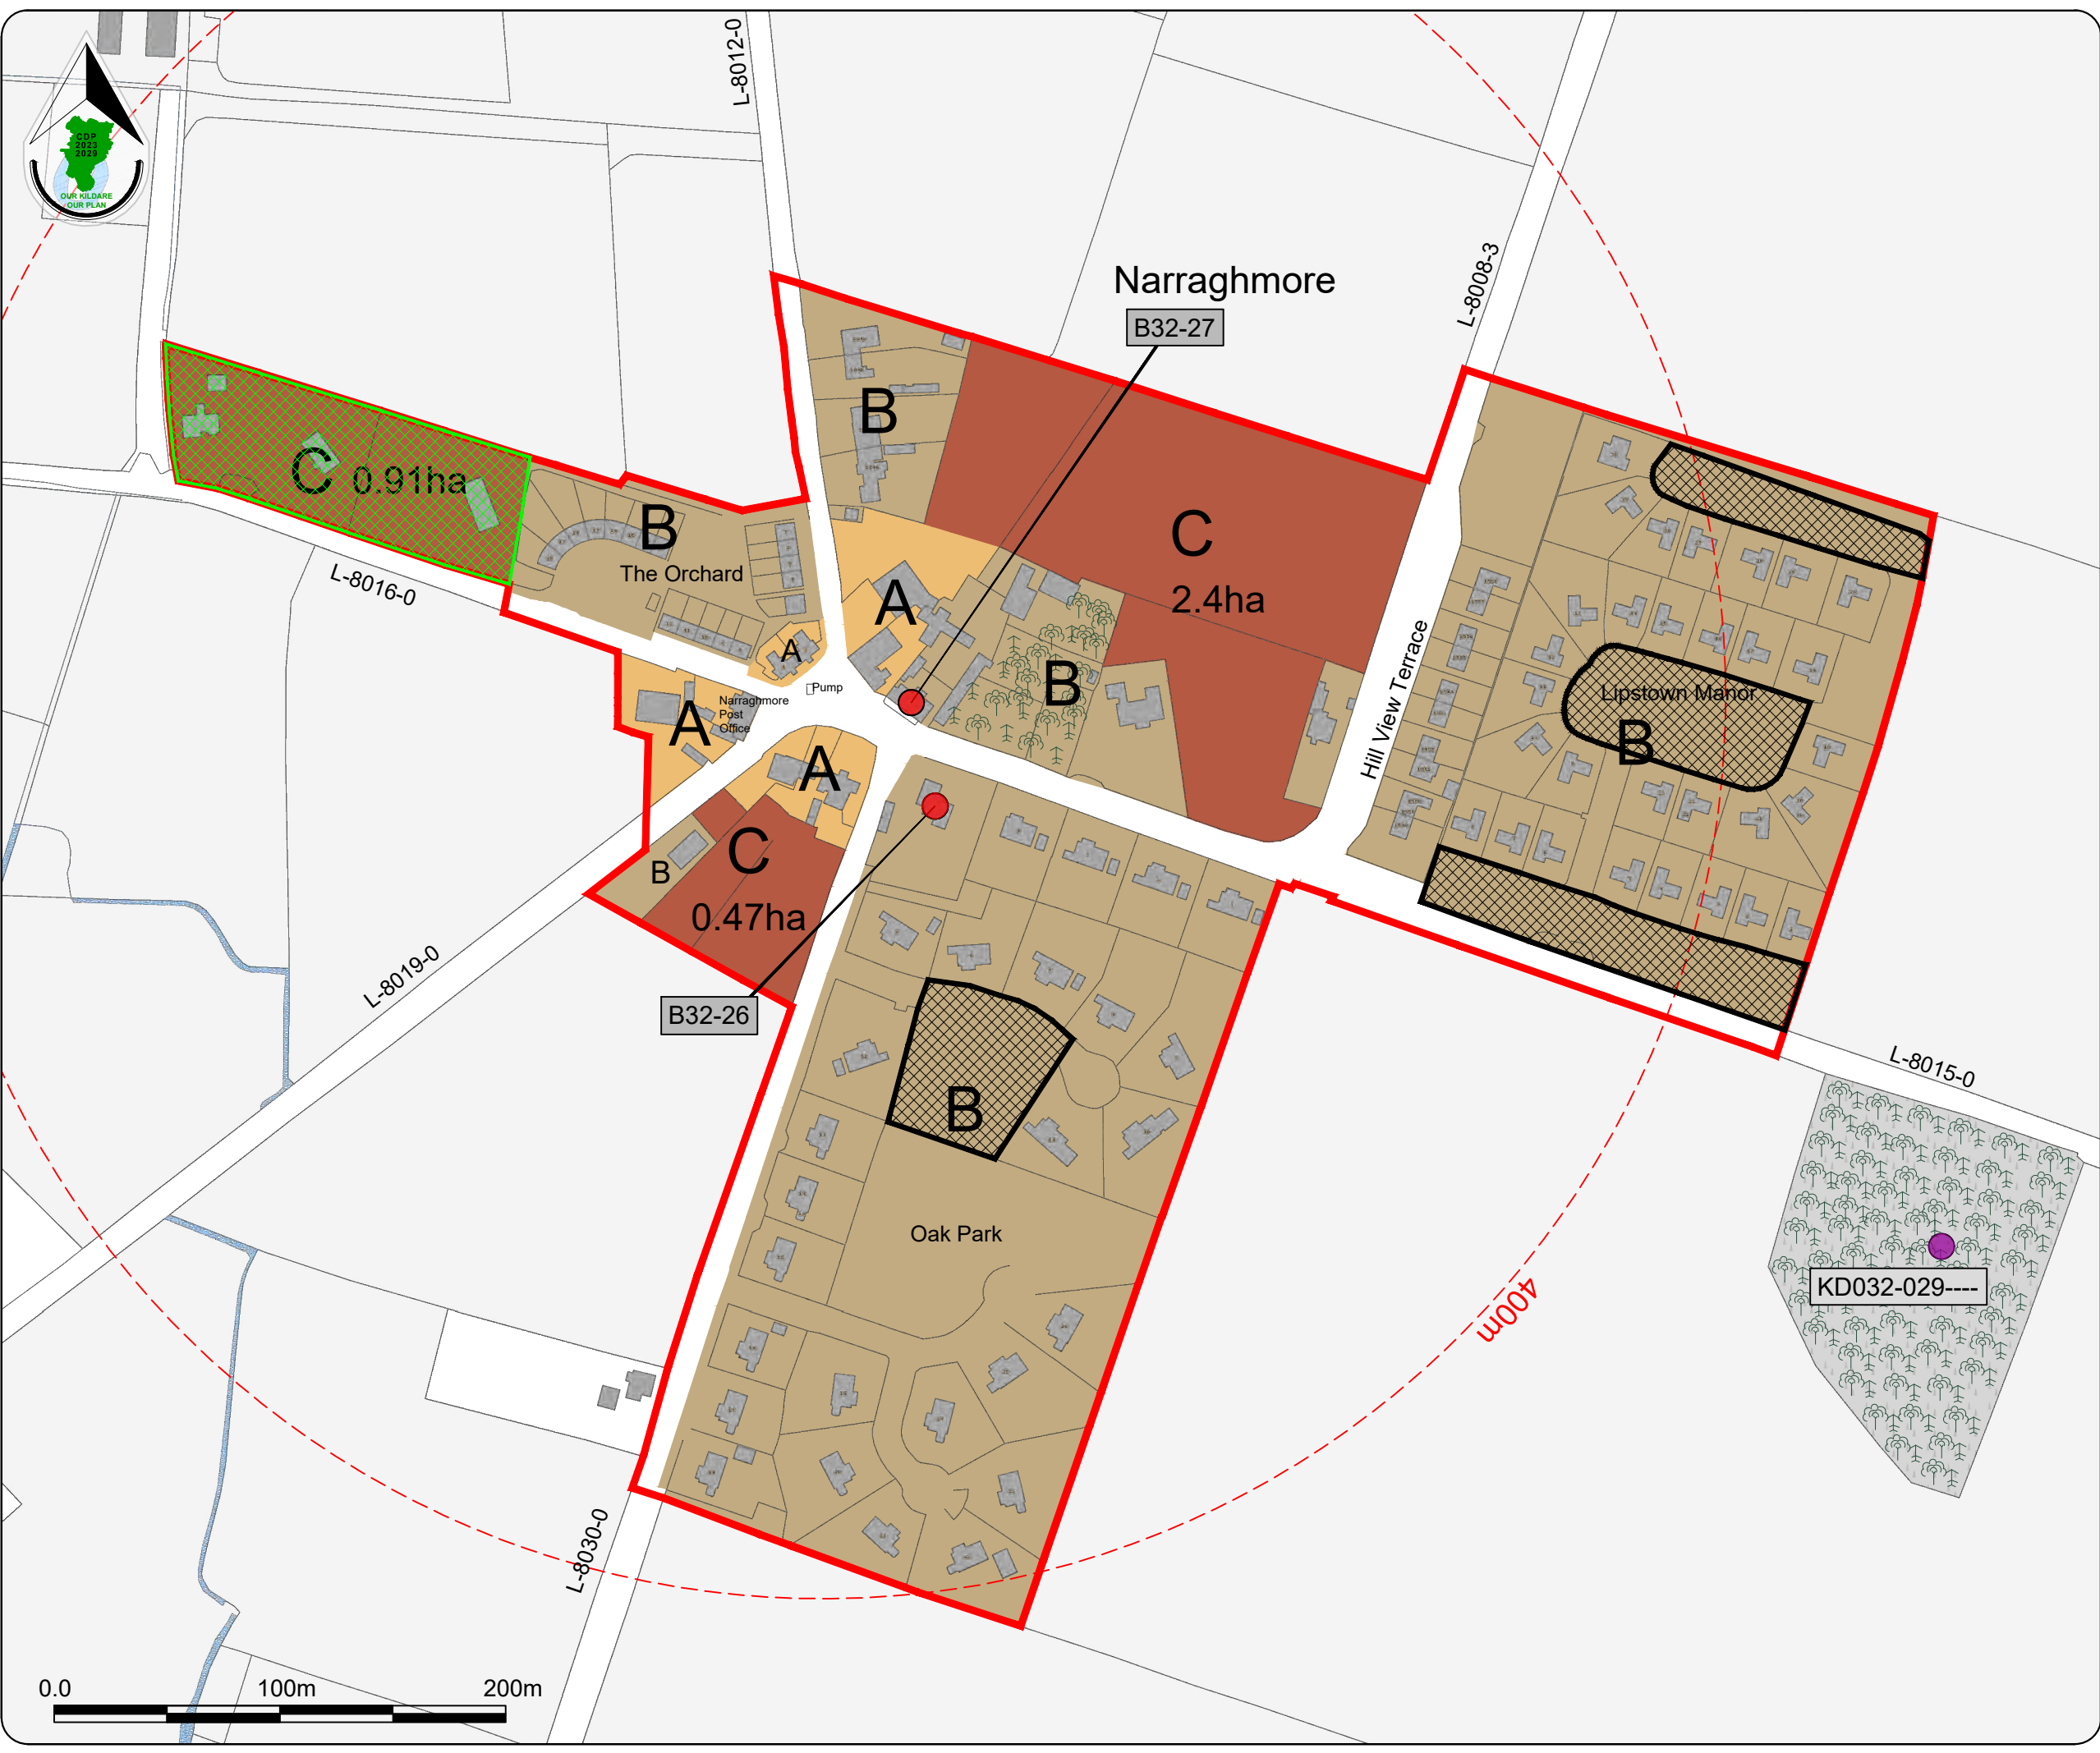 L-8012-0
CDP
2023
2029
OUR KILDARE
OUR PLAN
L-8008-3
Narraghmore
B32-27
B
C 0.91ha
B
The Orchard
C
2.4ha
L-8016-0
A
A
B
Pump
Narraghmore
Post
Office
A
A
Hill View Terrace
Lipstown Manor
B
C
B
0.47ha
L-8019-0
B32-26
B
L-8015-0
Oak Park
KD032-029----
400m
L-8030-0
0.0 100m 200m